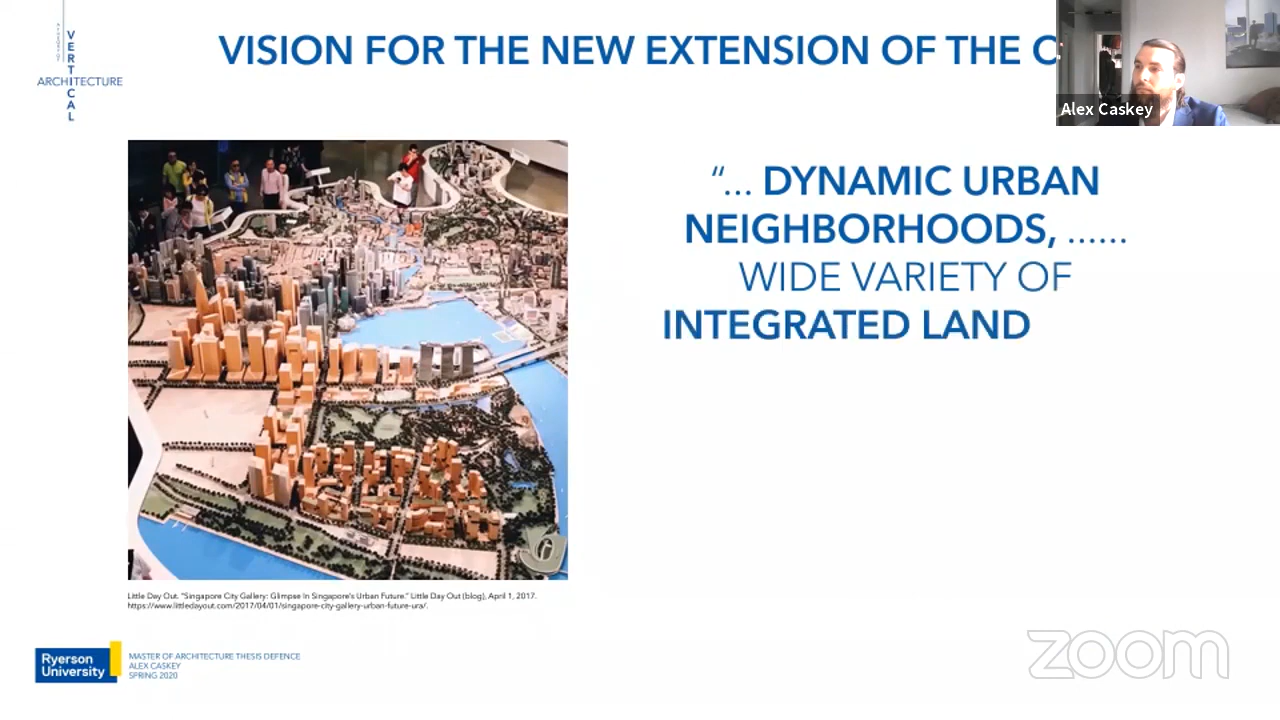 VERTICAL
ARCHITECTURE
VISION FOR THE NEW EXTENSION OF THE C
Alex Caskey
“... DYNAMIC URBAN
NEIGHBORHOODS, ......
WIDE VARIETY OF
INTEGRATED LAND
Little Day Out. “Singapore City Gallery: Glimpse In Singapore’s Urban Future.” Little Day Out (blog), April 1, 2017.
https://www.littledayout.com/2017/04/01/singapore-city-gallery-urban-future-ura/.
Ryerson
University
MASTER OF ARCHITECTURE THESIS DEFENCE
ALEX CASKEY
SPRING 2020
zoom